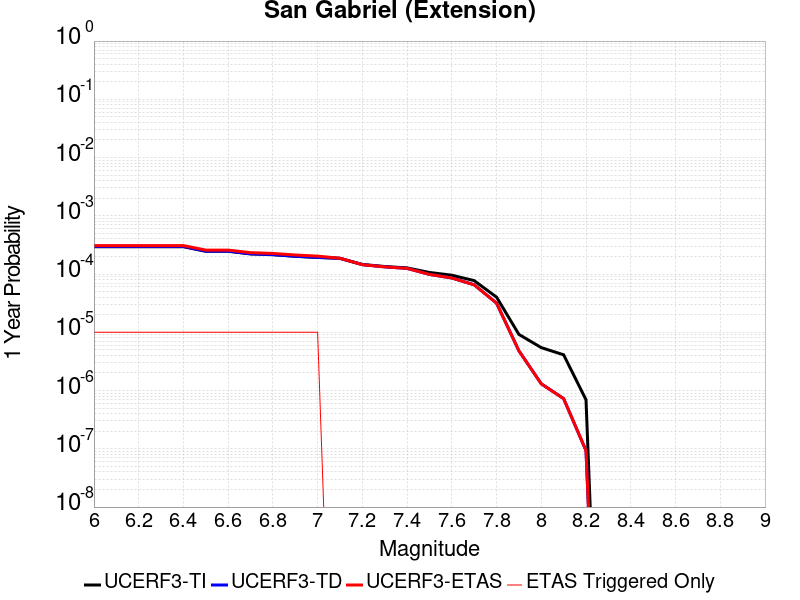 San Gabriel (Extension)
10^0
10^-1
10^-2
10^-3
10^-4
10^-5
10^-6
10^-7
10^-8
1 Year Probability
6 6.2 6.4 6.6 6.8 7 7.2 7.4 7.6 7.8 8 8.2 8.4 8.6 8.8 9
Magnitude
UCERF3-TI UCERF3-TD UCERF3-ETAS ETAS Triggered Only